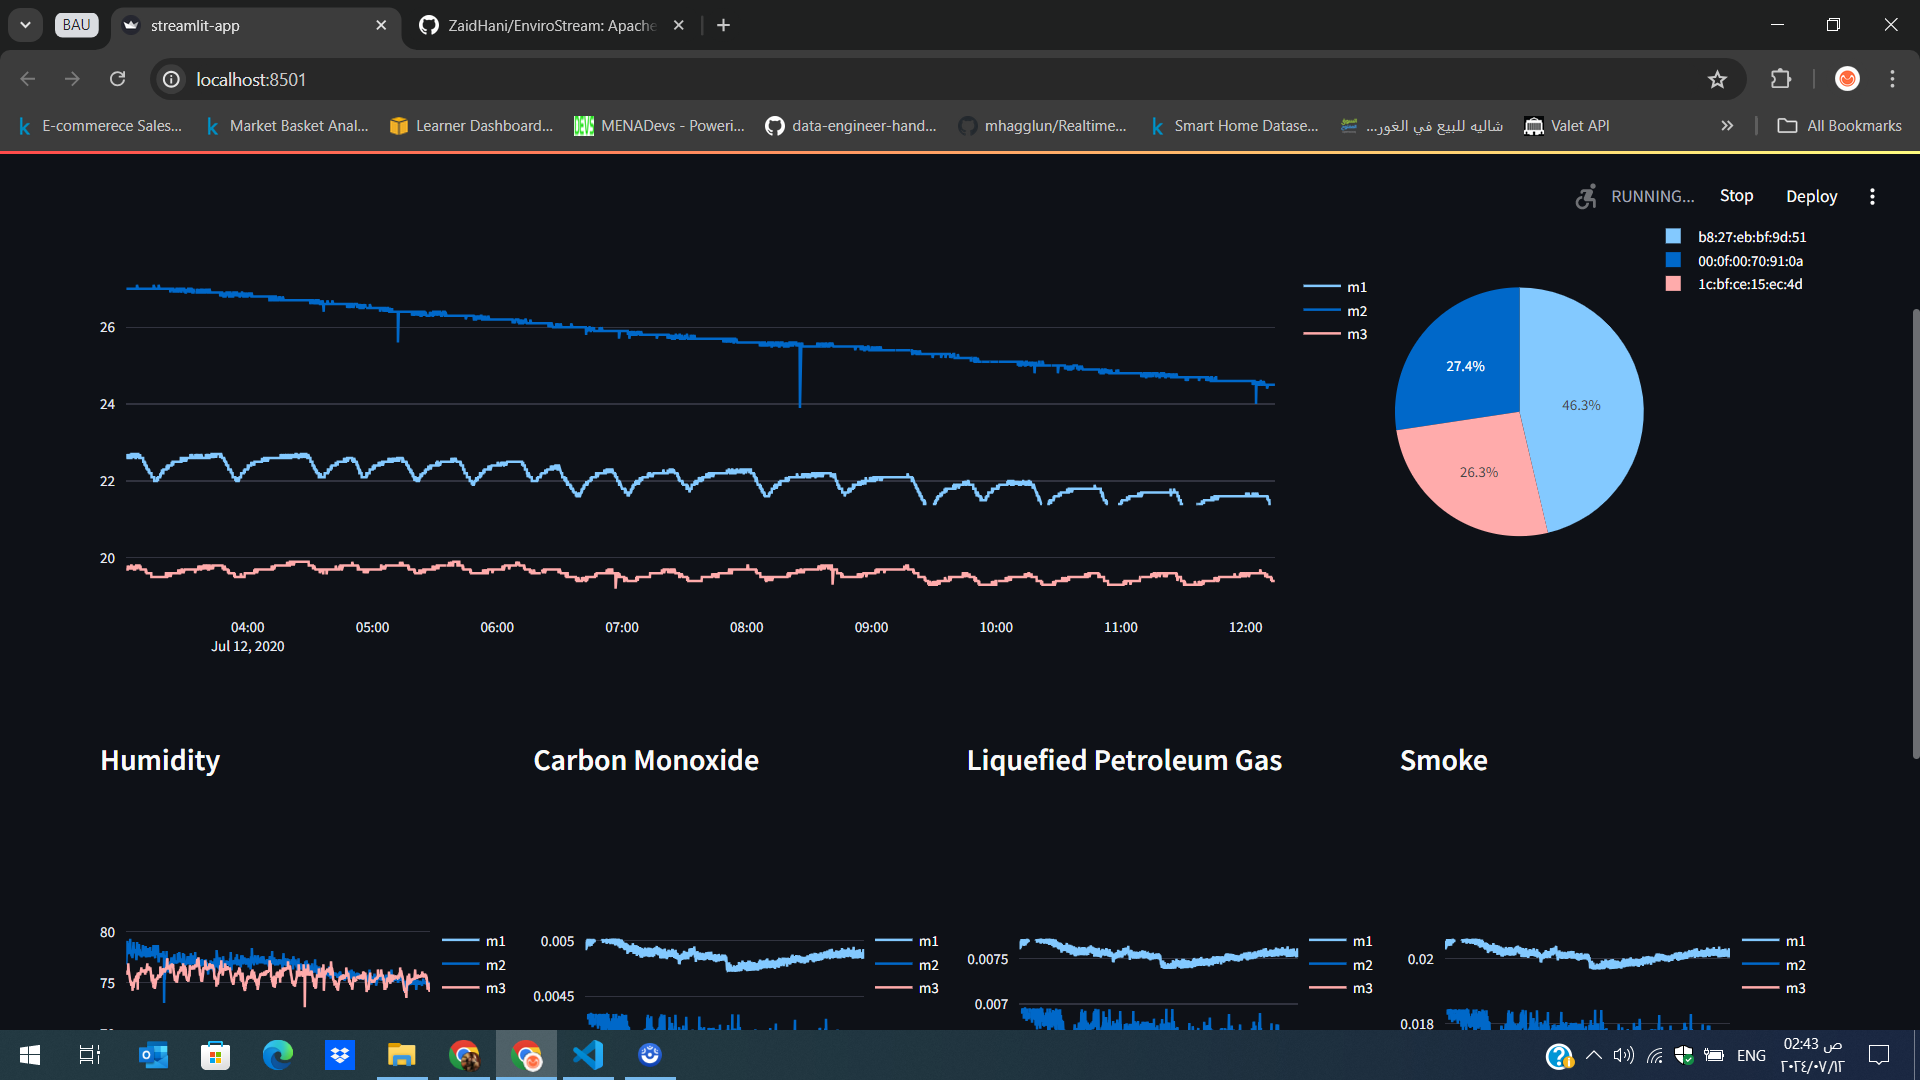 BAU
streamlit-app
ZaidHani/EnviroStream: Apache
localhost:8501
E-commerece Sales...
Market Basket Anal...
Learner Dashboard...
DEVS
MENADevs - Poweri...
data-engineer-hand...
mhagglun/Realtime...
Smart Home Datase...
شاليه للبيع في الغور...
Valet API
All Bookmarks
RUNNING...
Stop
Deploy
b8:27:eb:bf:9d:51
00:0f:00:70:91:0a
1c:bf:ce:15:ec:4d
m1
m2
m3
26
24
22
20
04:00
05:00
06:00
07:00
08:00
09:00
10:00
11:00
12:00
Jul 12, 2020
27.4%
46.3%
26.3%
Humidity
Carbon Monoxide
Liquefied Petroleum Gas
Smoke
80
75
m1
m2
m3
0.005
0.0045
m1
m2
m3
0.0075
0.007
m1
m2
m3
0.02
0.018
m1
m2
m3
ENG
02:43 ص
٢٠٢٤/٠٧/١٢